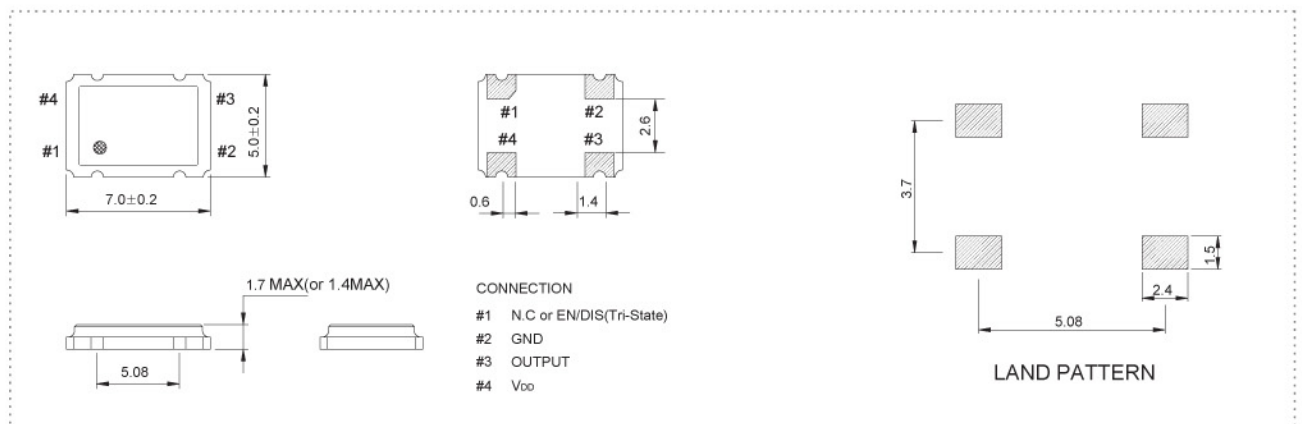 #4
#3
#1
#2
5.0±0.2
7.0±0.2
#1
#2
#4
#3
2.6
0.6
1.4
3.7
1.5
2.4
5.08
LAND PATTERN
1.7 MAX(or 1.4MAX)
5.08
CONNECTION
#1 N.C or EN/DIS(Tri-State)
#2 GND
#3 OUTPUT
#4 VDD